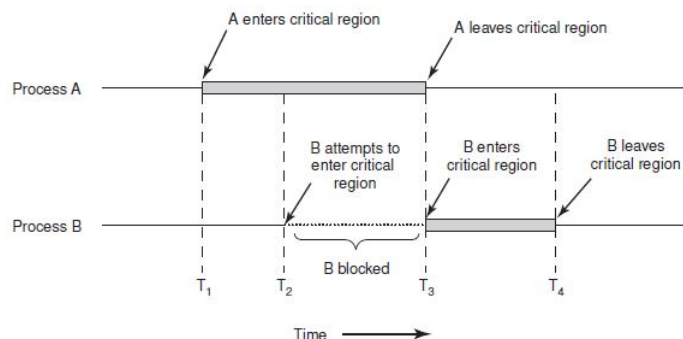 A enters critical region
A leaves critical region
Process A
B attempts to
enter critical
region
B enters
critical region
B leaves
critical region
Process B
B blocked
T₁
T₂
T₃
T₄
Time